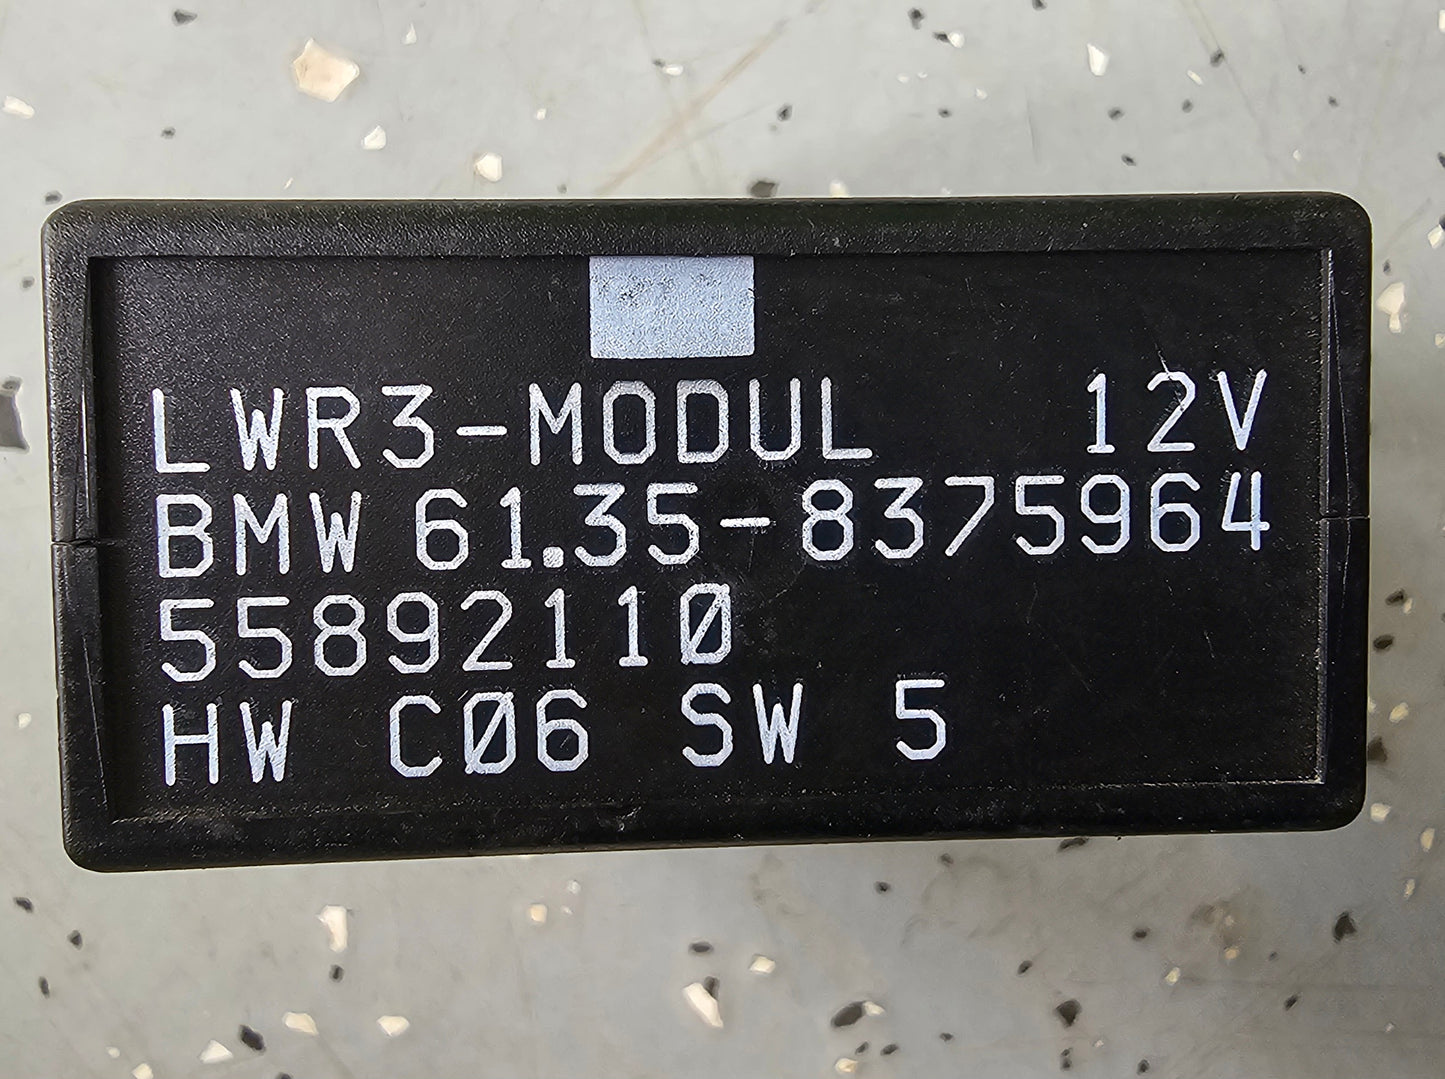 LWR3-MODUL 12V
BMW 61.35-8375964
55892110
HW C06 SW 5